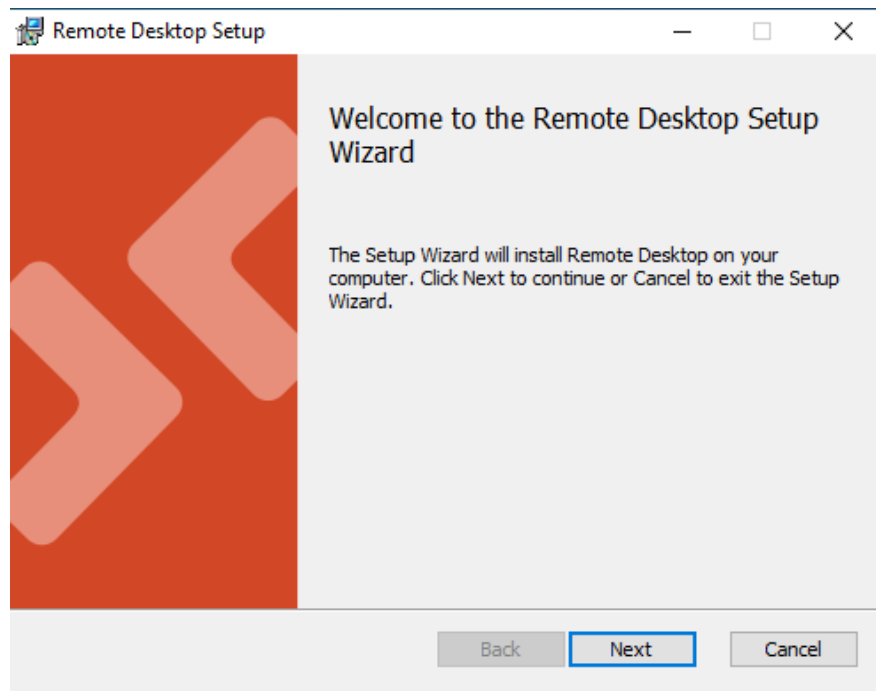 Remote Desktop Setup
Welcome to the Remote Desktop Setup
Wizard
The Setup Wizard will install Remote Desktop on your
computer. Click Next to continue or Cancel to exit the Setup
Wizard.
Back Next Cancel